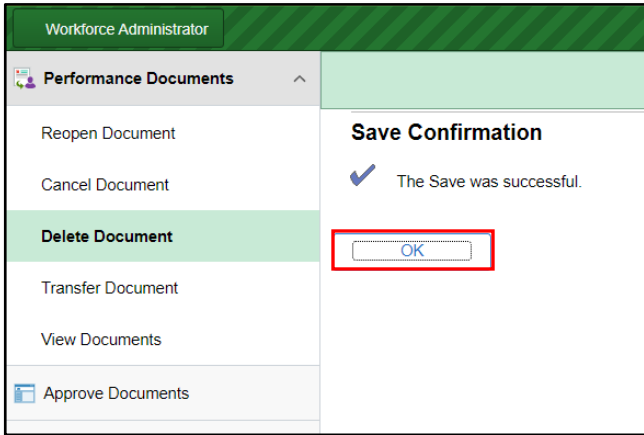 Workforce Administrator
Performance Documents
Reopen Document
Cancel Document
Delete Document
Transfer Document
View Documents
Approve Documents
Save Confirmation
The Save was successful.
OK